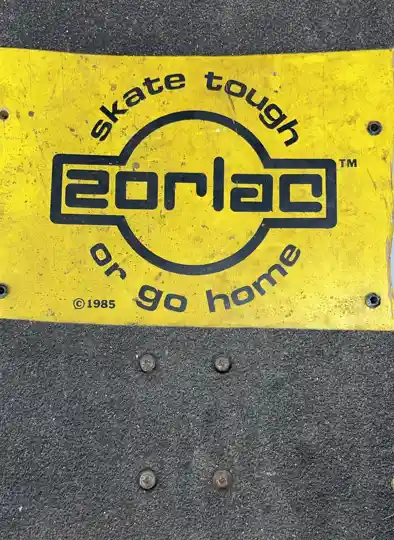 skate tough
zorlac™
or go home
©1985